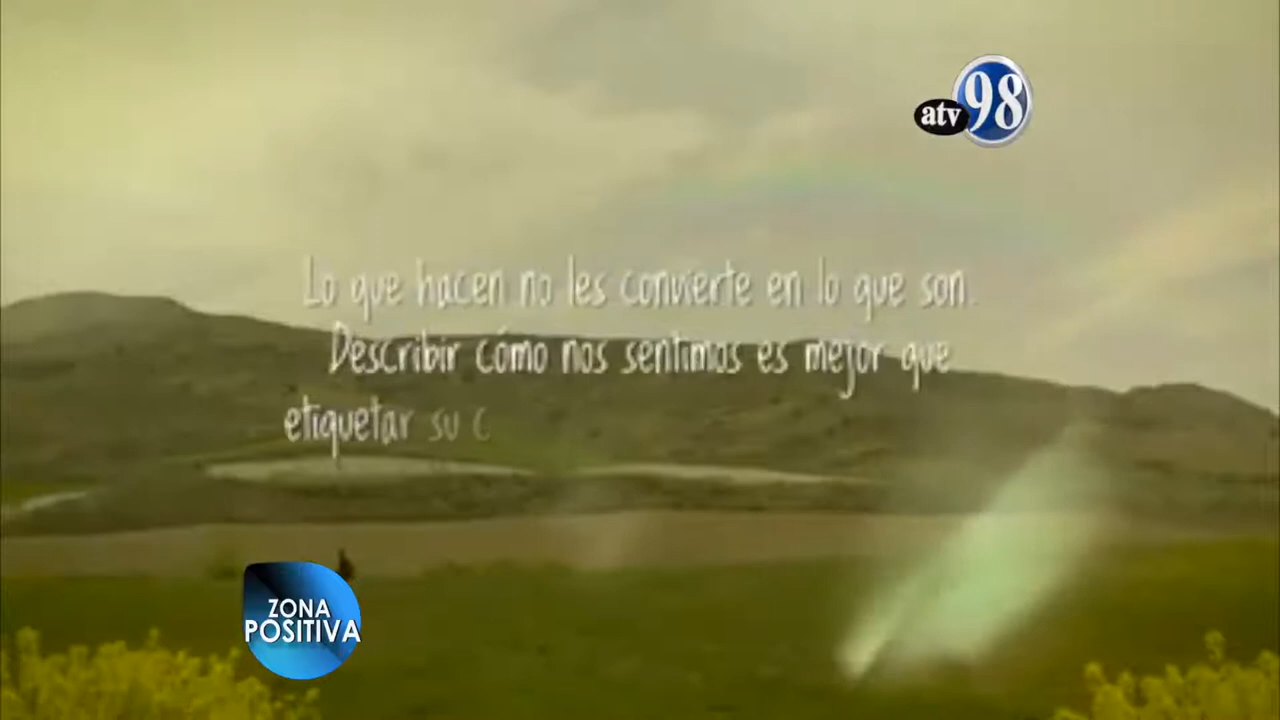 atv 98
Lo que hacen no les convierte en lo que son.
Describir cómo nos sentimos es mejor que
etiquetar su c
ZONA
POSITIVA